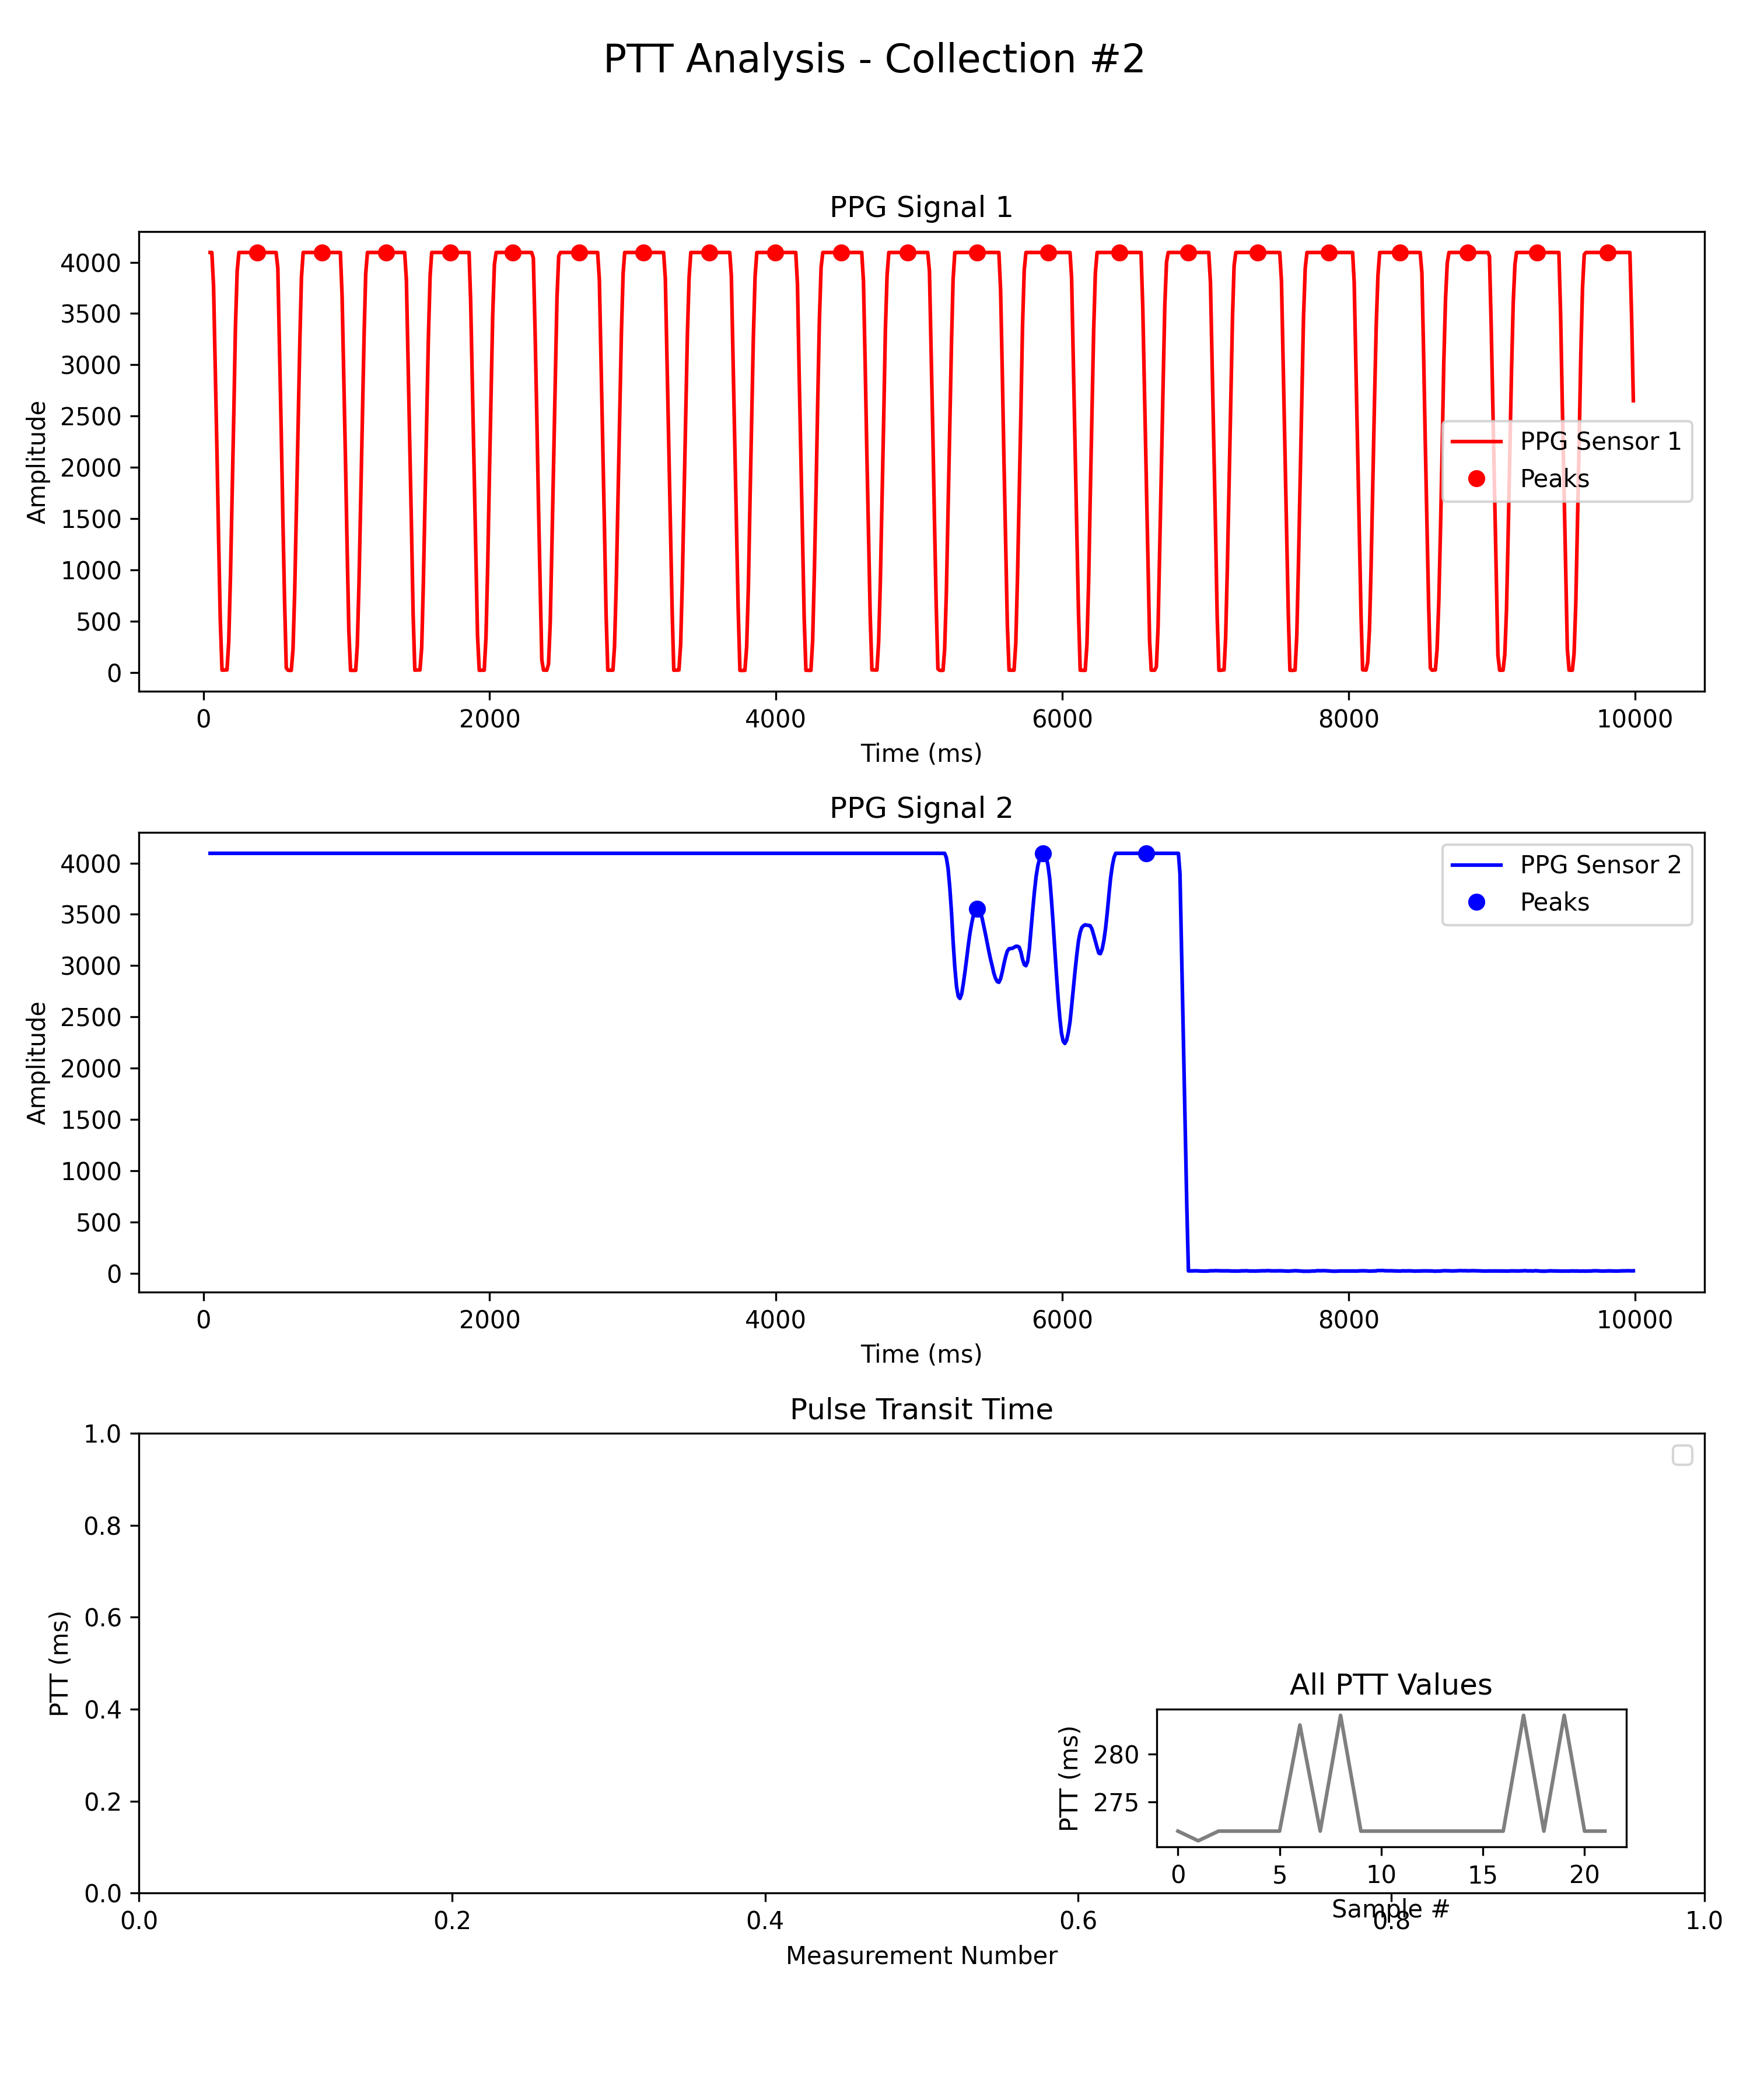 PTT Analysis - Collection #2
PPG Signal 1
Amplitude
4000
3500
3000
2500
2000
1500
1000
500
0
PPG Sensor 1
Peaks
0 2000 4000 6000 8000 10000
Time (ms)
PPG Signal 2
Amplitude
4000
3500
3000
2500
2000
1500
1000
500
0
PPG Sensor 2
Peaks
0 2000 4000 6000 8000 10000
Time (ms)
Pulse Transit Time
PTT (ms)
1.0
0.8
0.6
0.4
0.2
0.0
All PTT Values
PTT (ms)
280
275
0 5 10 15 20
Sample #
0.0 0.2 0.4 0.6 0.8 1.0
Measurement Number